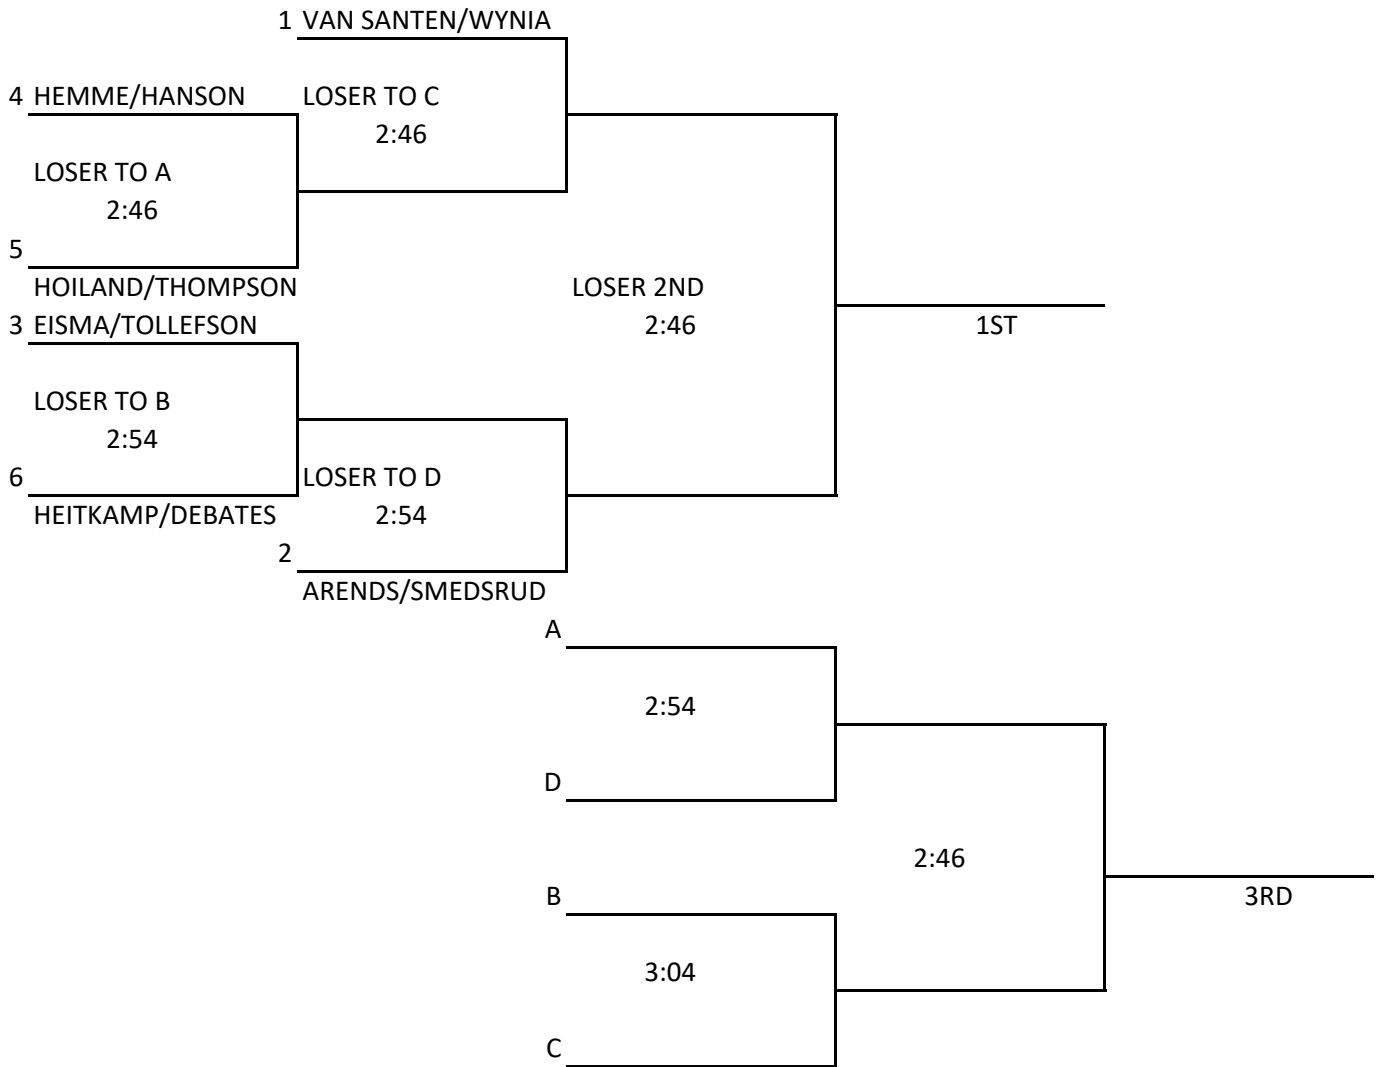 1 VAN SANTEN/WYNIA
4 HEMME/HANSON LOSER TO C
2:46
LOSER TO A
2:46
5
HOILAND/THOMPSON LOSER 2ND
3 EISMA/TOLLEFSON 2:46 1ST
LOSER TO B
2:54
6 LOSER TO D
HEITKAMP/DEBATES 2:54
2
ARENDS/SMEDSRUD
A
2:54
D
2:46
B 3RD
3:04
C